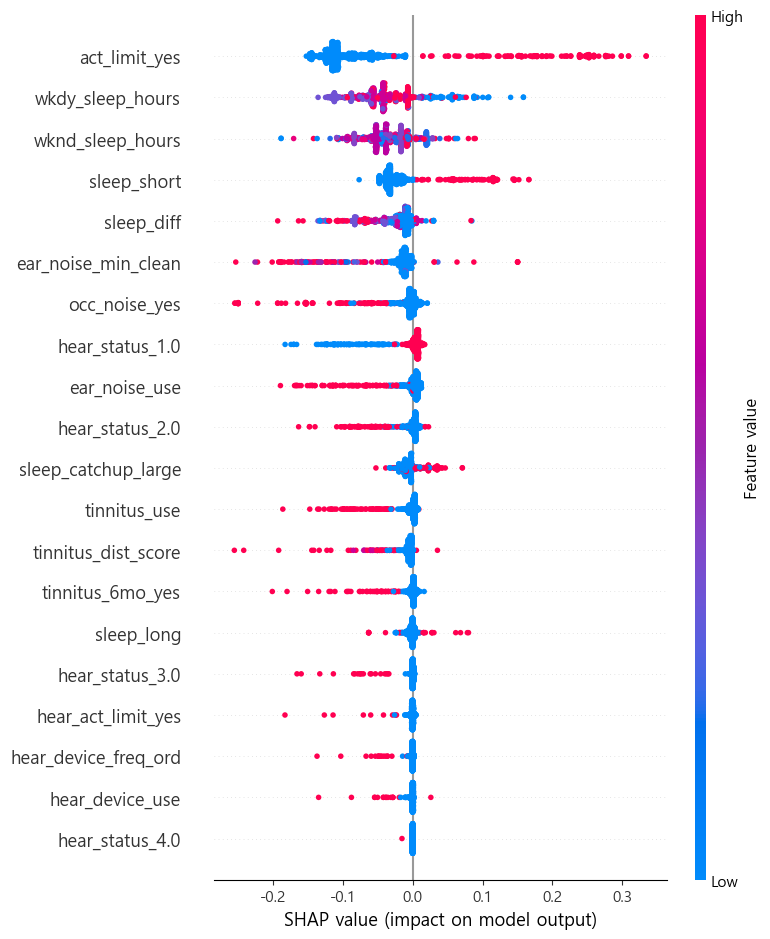 High
act_limit_yes
wkdy_sleep_hours
wknd_sleep_hours
sleep_short
sleep_diff
ear_noise_min_clean
occ_noise_yes
hear_status_1.0
ear_noise_use
hear_status_2.0
sleep_catchup_large
tinnitus_use
tinnitus_dist_score
tinnitus_6mo_yes
sleep_long
hear_status_3.0
hear_act_limit_yes
hear_device_freq_ord
hear_device_use
hear_status_4.0
Feature value
Low
-0.2 -0.1 0.0 0.1 0.2 0.3
SHAP value (impact on model output)